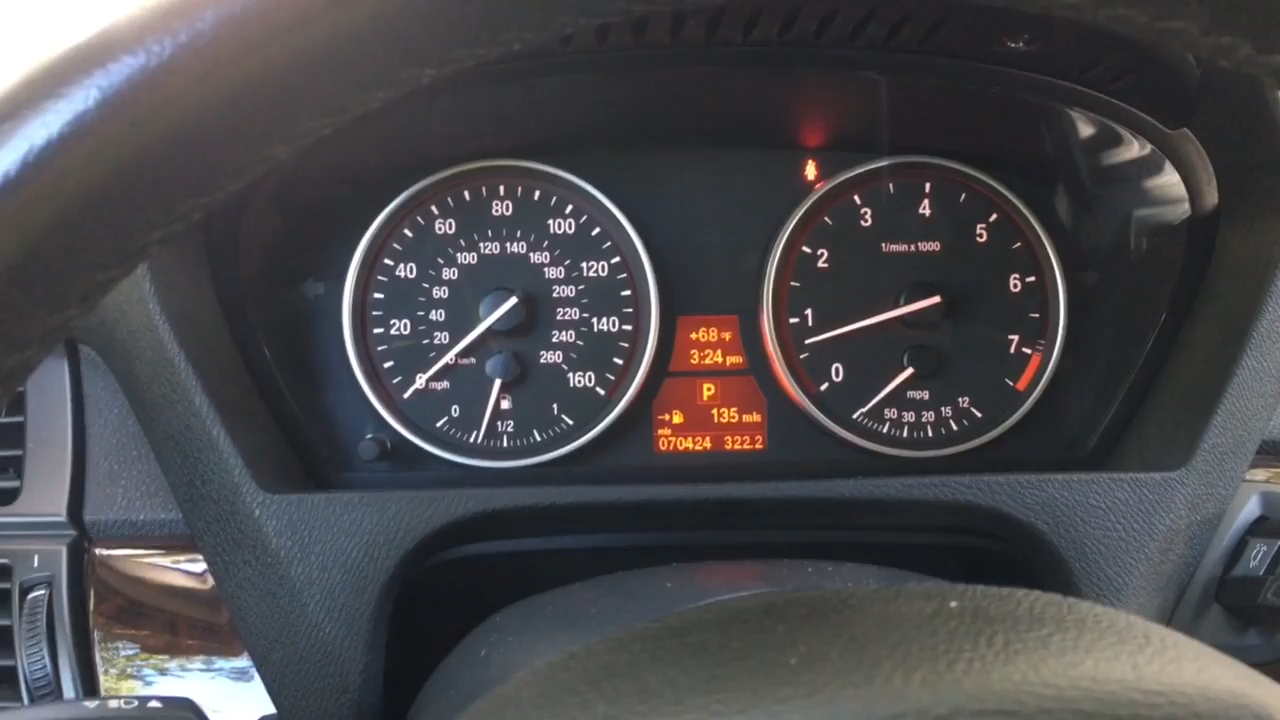 80
60 100
120 140
100 160
40 80 180 120
60 200
20 40 220 140
20 240
0 km/h 260
0 mph 160
0 1/2 1
+68 °F
3:24 pm
P
135 mls
mls
070424 322.2
4
3 5
1/min x 1000
2 6
1 7
0
mpg
50 30 20 15 12